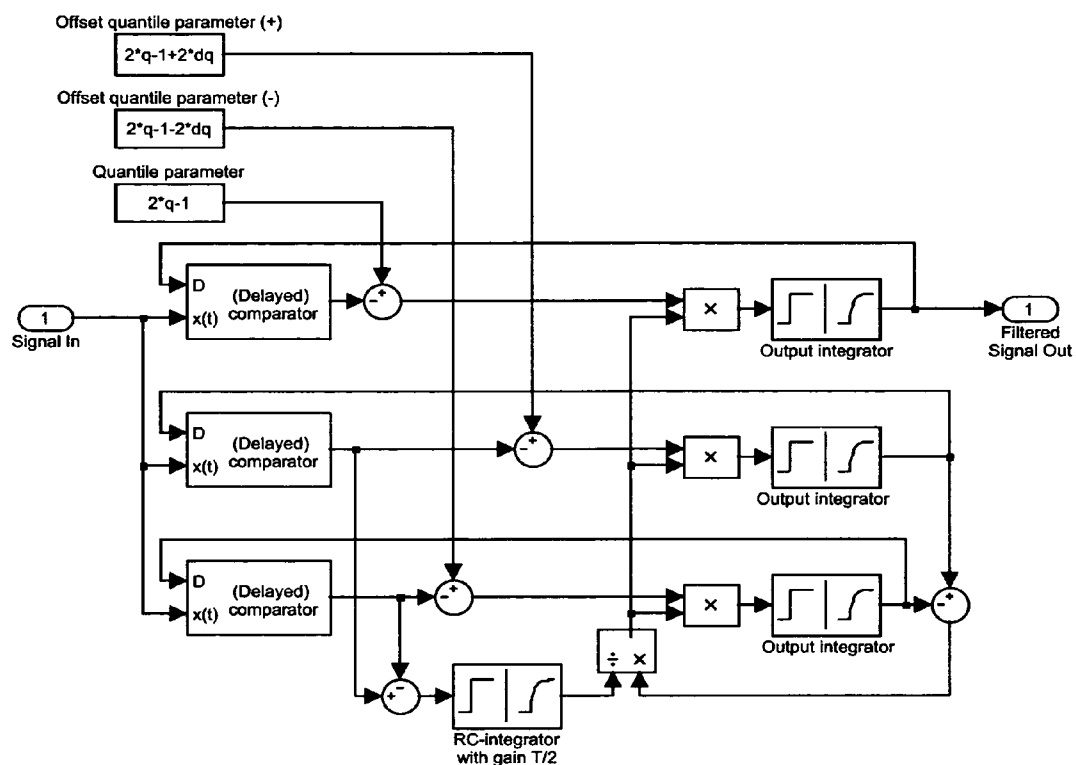 Offset quantile parameter (+)
2*q-1+2*dq
Offset quantile parameter (-)
2*q-1-2*dq
Quantile parameter
2*q-1
D
x(t)
(Delayed)
comparator
-
+
×
Output integrator
1
Signal In
1
Filtered
Signal Out
D
x(t)
(Delayed)
comparator
-
+
×
Output integrator
D
x(t)
(Delayed)
comparator
-
+
×
Output integrator
-
+
÷ ×
+
-
RC-integrator
with gain T/2